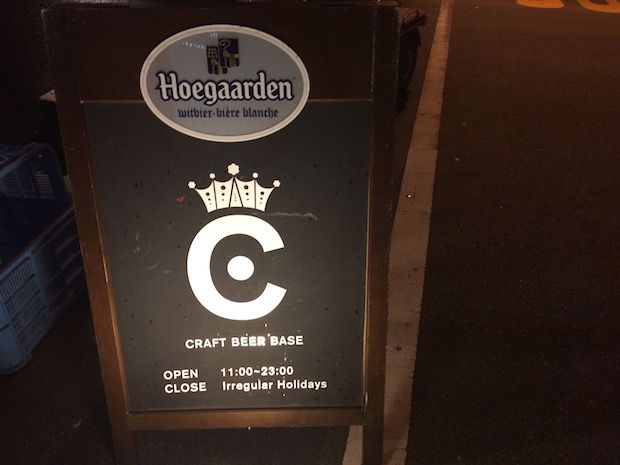 Hoegaarden
witbier-bière blanche
C
CRAFT BEER BASE
OPEN 11:00~23:00
CLOSE Irregular Holidays